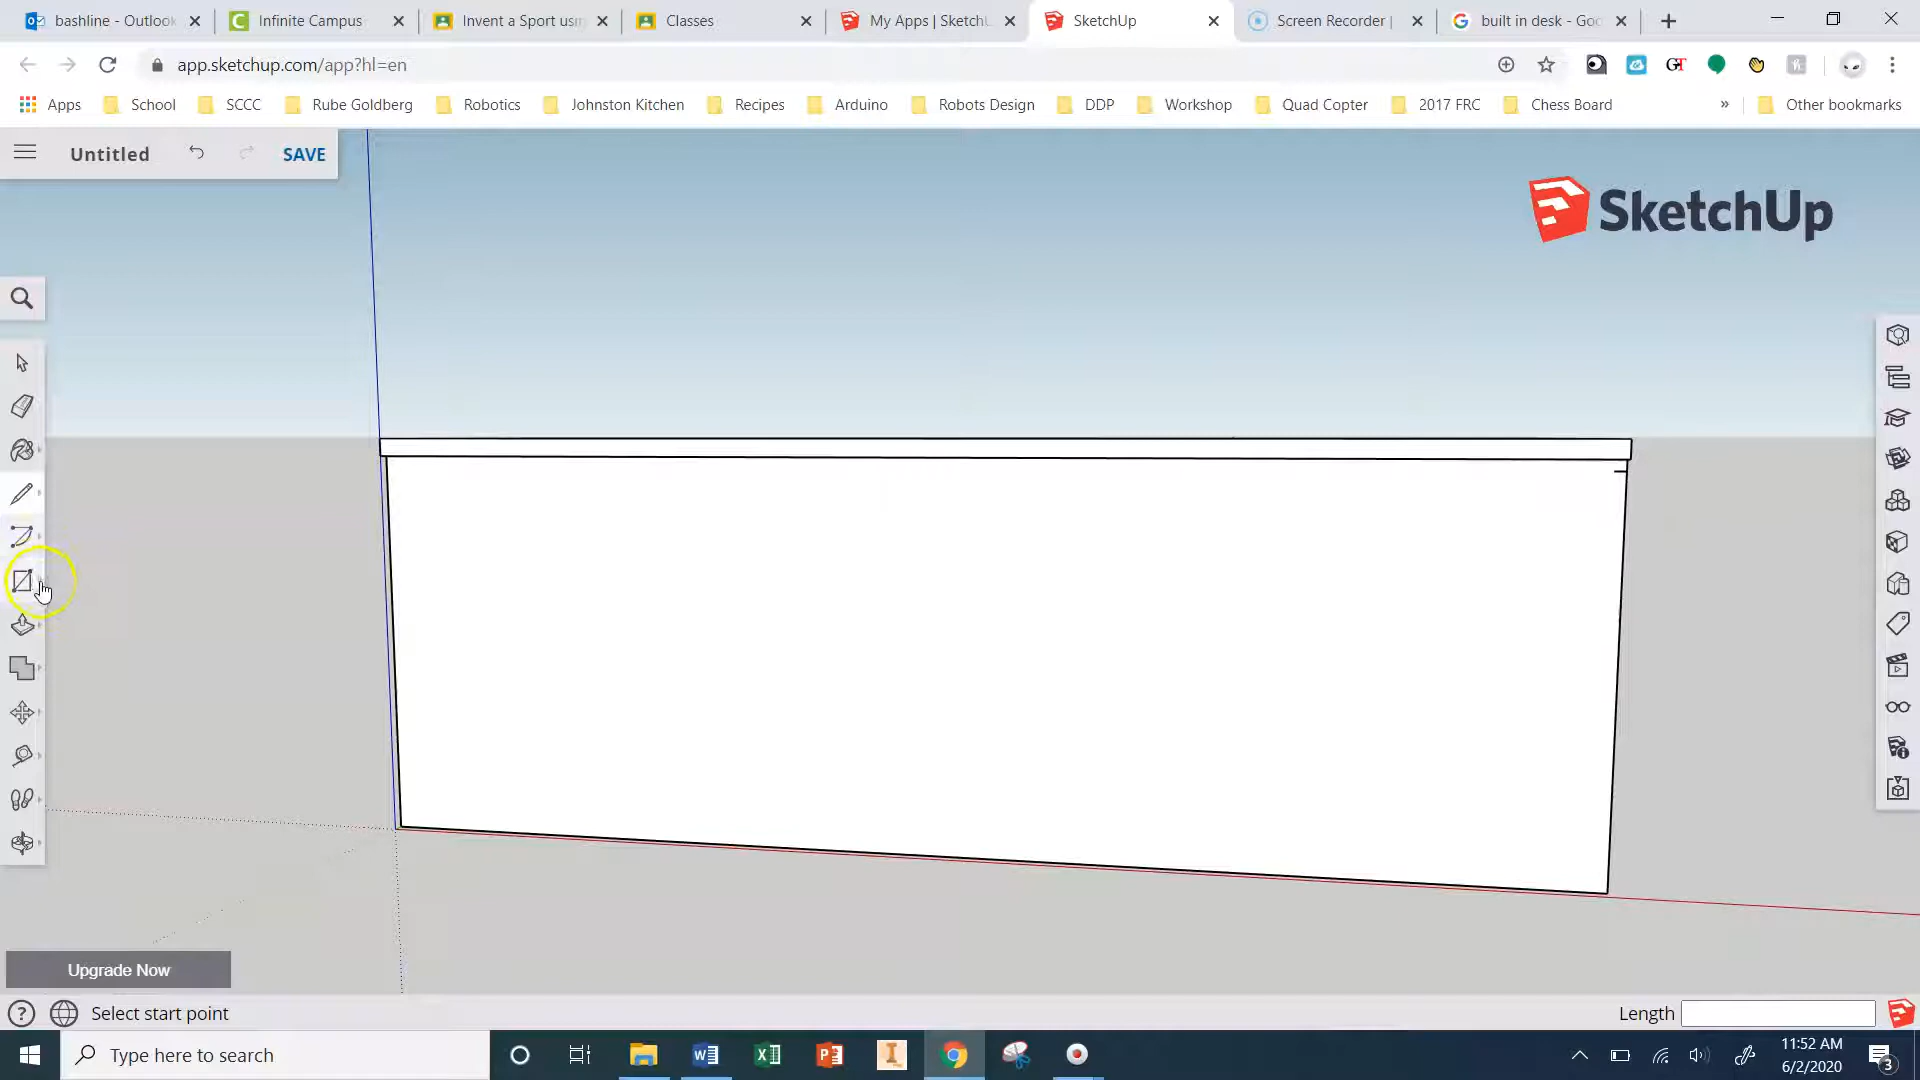 bashline - Outlook
Infinite Campus
Invent a Sport usin
Classes
My Apps | SketchU
SketchUp
Screen Recorder |
built in desk - Goo
app.sketchup.com/app?hl=en
Apps
School
SCCC
Rube Goldberg
Robotics
Johnston Kitchen
Recipes
Arduino
Robots Design
DDP
Workshop
Quad Copter
2017 FRC
Chess Board
»
Other bookmarks
Untitled
SAVE
SketchUp
Upgrade Now
Select start point
Length
Type here to search
11:52 AM
6/2/2020
3